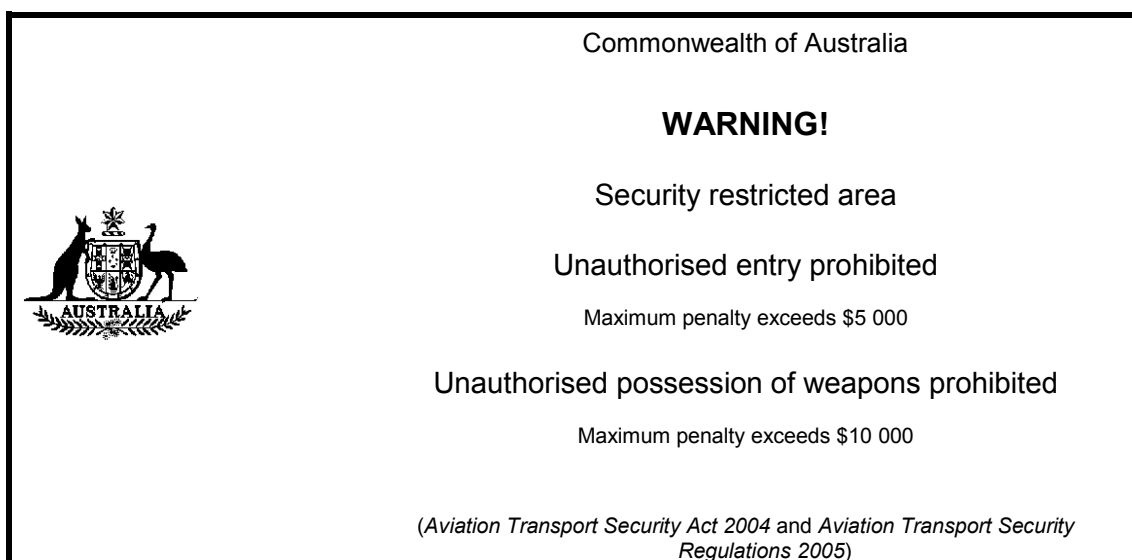 Commonwealth of Australia
WARNING!
Security restricted area
Unauthorised entry prohibited
Maximum penalty exceeds $5 000
AUSTRALIA
Unauthorised possession of weapons prohibited
Maximum penalty exceeds $10 000
(Aviation Transport Security Act 2004 and Aviation Transport Security
Regulations 2005)